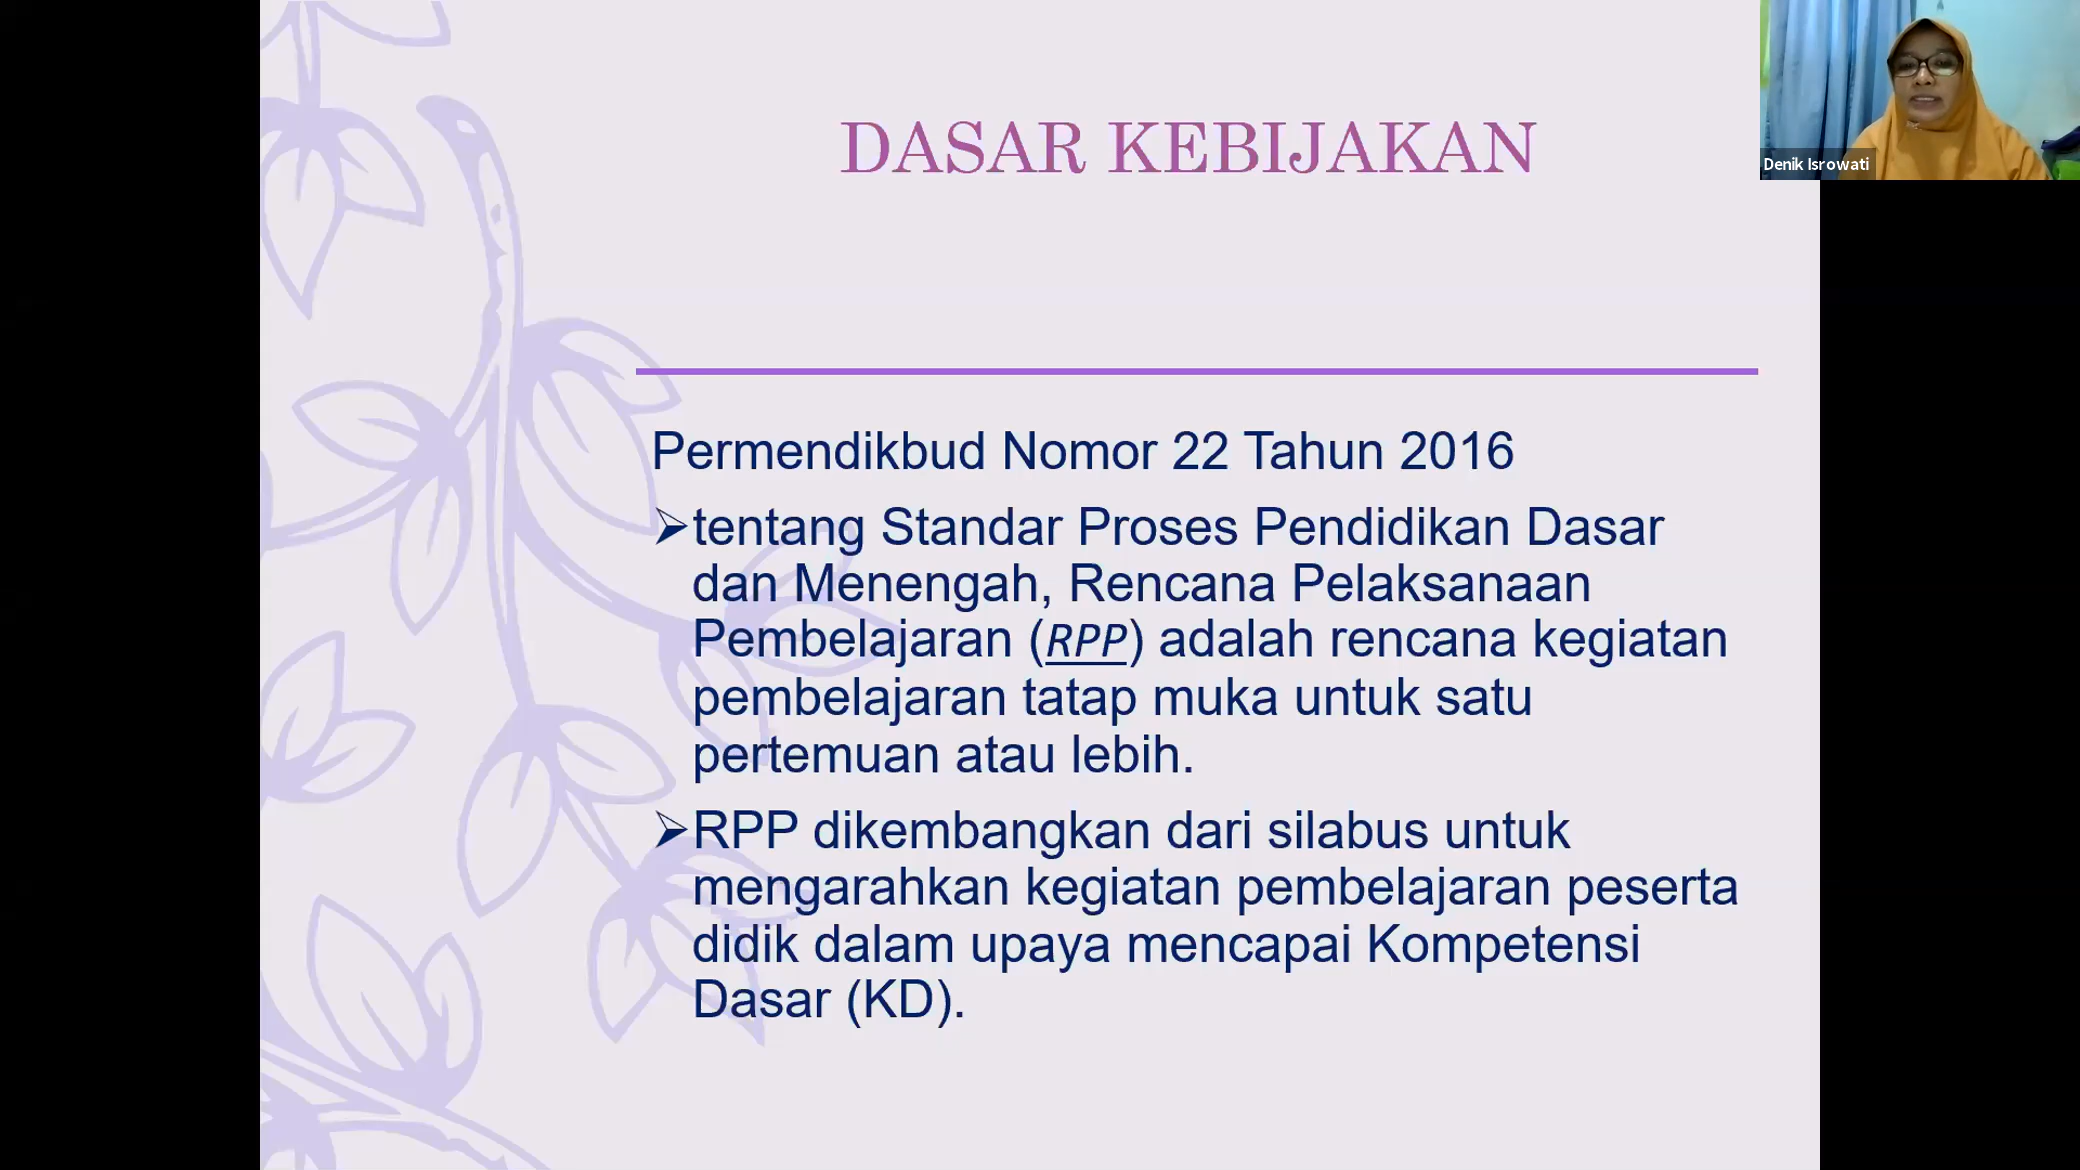 DASAR KEBIJAKAN
Denik Isrowati
Permendikbud Nomor 22 Tahun 2016
➢tentang Standar Proses Pendidikan Dasar
dan Menengah, Rencana Pelaksanaan
Pembelajaran (RPP) adalah rencana kegiatan
pembelajaran tatap muka untuk satu
pertemuan atau lebih.
➢RPP dikembangkan dari silabus untuk
mengarahkan kegiatan pembelajaran peserta
didik dalam upaya mencapai Kompetensi
Dasar (KD).